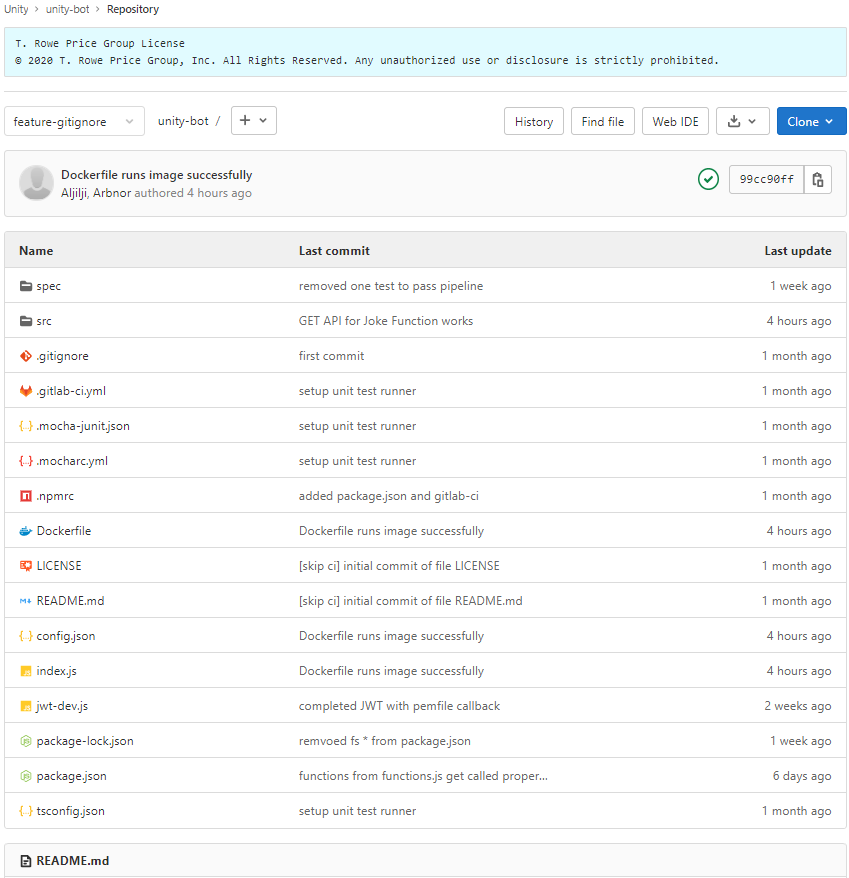 Unity > unity-bot > Repository
T. Rowe Price Group License
© 2020 T. Rowe Price Group, Inc. All Rights Reserved. Any unauthorized use or disclosure is strictly prohibited.
feature-gitignore unity-bot / + History Find file Web IDE Clone
Dockerfile runs image successfully
Aljilji, Arbnor authored 4 hours ago
99cc90ff
Name Last commit Last update
spec removed one test to pass pipeline 1 week ago
src GET API for Joke Function works 4 hours ago
.gitignore first commit 1 month ago
.gitlab-ci.yml setup unit test runner 1 month ago
{..} .mocha-junit.json setup unit test runner 1 month ago
{..} .mocharc.yml setup unit test runner 1 month ago
.npmrc added package.json and gitlab-ci 1 month ago
Dockerfile Dockerfile runs image successfully 4 hours ago
LICENSE [skip ci] initial commit of file LICENSE 1 month ago
README.md [skip ci] initial commit of file README.md 1 month ago
{..} config.json Dockerfile runs image successfully 4 hours ago
index.js Dockerfile runs image successfully 4 hours ago
jwt-dev.js completed JWT with pemfile callback 2 weeks ago
package-lock.json remvoed fs * from package.json 1 week ago
package.json functions from functions.js get called proper... 6 days ago
{..} tsconfig.json setup unit test runner 1 month ago
README.md